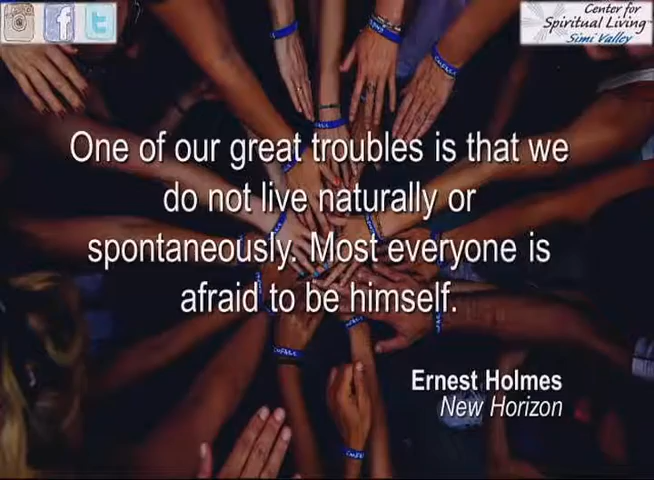 Center for
Spiritual Living
Simi Valley
One of our great troubles is that we
do not live naturally or
spontaneously. Most everyone is
afraid to be himself.
Ernest Holmes
New Horizon